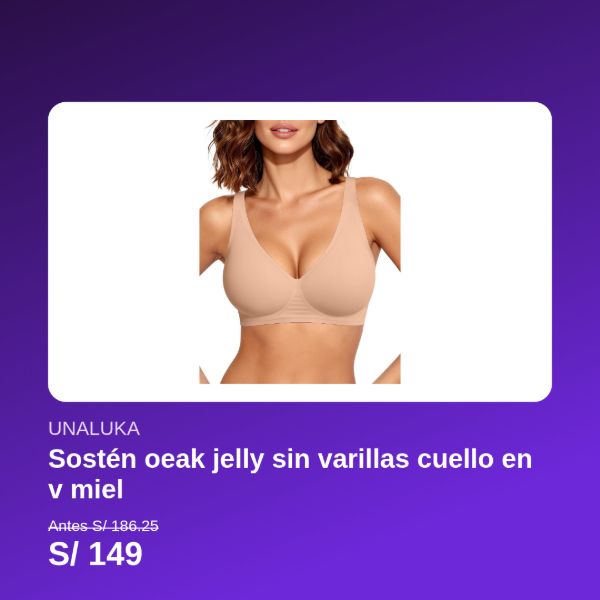 UNALUKA
Sostén oeak jelly sin varillas cuello en
v miel
Antes S/ 186.25
S/ 149